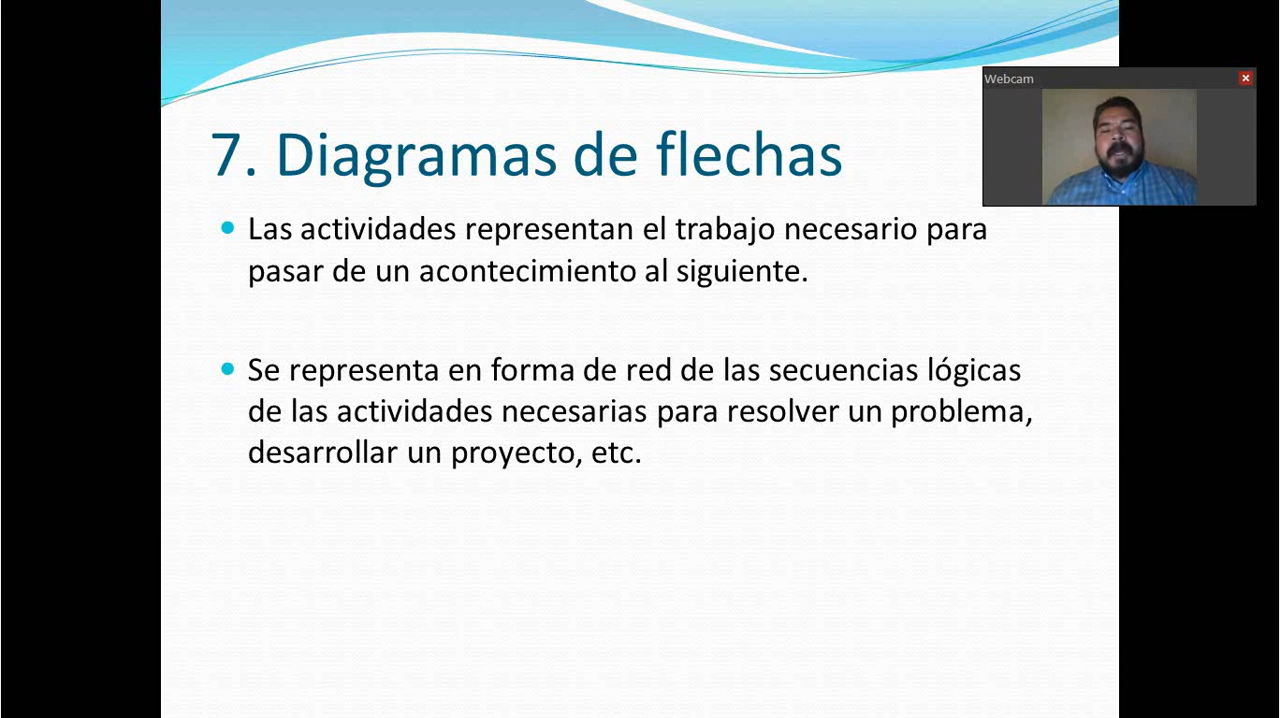 Webcam
7. Diagramas de flechas
Las actividades representan el trabajo necesario para
pasar de un acontecimiento al siguiente.
Se representa en forma de red de las secuencias lógicas
de las actividades necesarias para resolver un problema,
desarrollar un proyecto, etc.